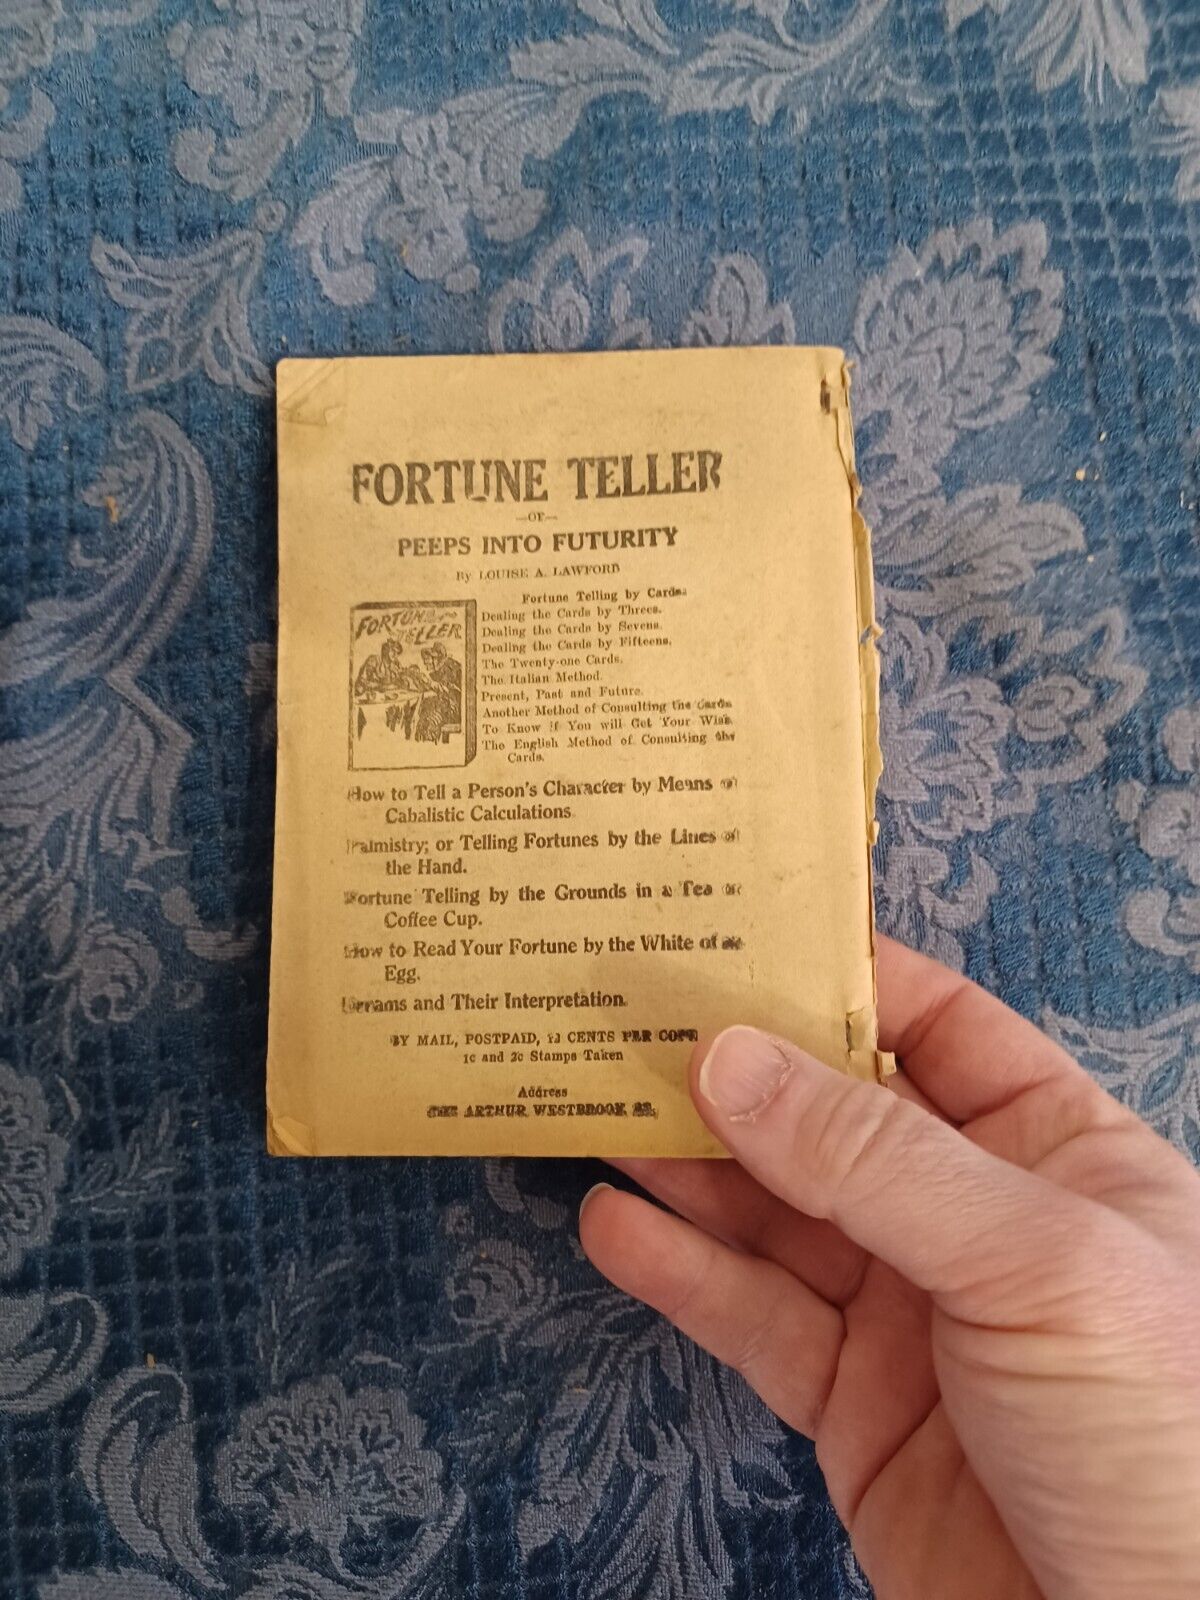 FORTUNE TELLER
—OR—
PEEPS INTO FUTURITY
By LOUISE A. LAWFORD
FORTUNE TELLER
Fortune Telling by Cards.
Dealing the Cards by Threes.
Dealing the Cards by Sevens.
Dealing the Cards by Fifteens.
The Twenty-one Cards.
The Italian Method.
Present, Past and Future.
Another Method of Consulting the Cards
To Know if You will Get Your Wish.
The English Method of Consulting the
Cards.
How to Tell a Person's Character by Means of
Cabalistic Calculations.
Palmistry; or Telling Fortunes by the Lines of
the Hand.
Fortune Telling by the Grounds in a Tea or
Coffee Cup.
How to Read Your Fortune by the White of an
Egg.
Dreams and Their Interpretation.
BY MAIL, POSTPAID, CENTS PER COPY
1c and 2c Stamps Taken
Address
THE ARTHUR WESTBROOK CO.